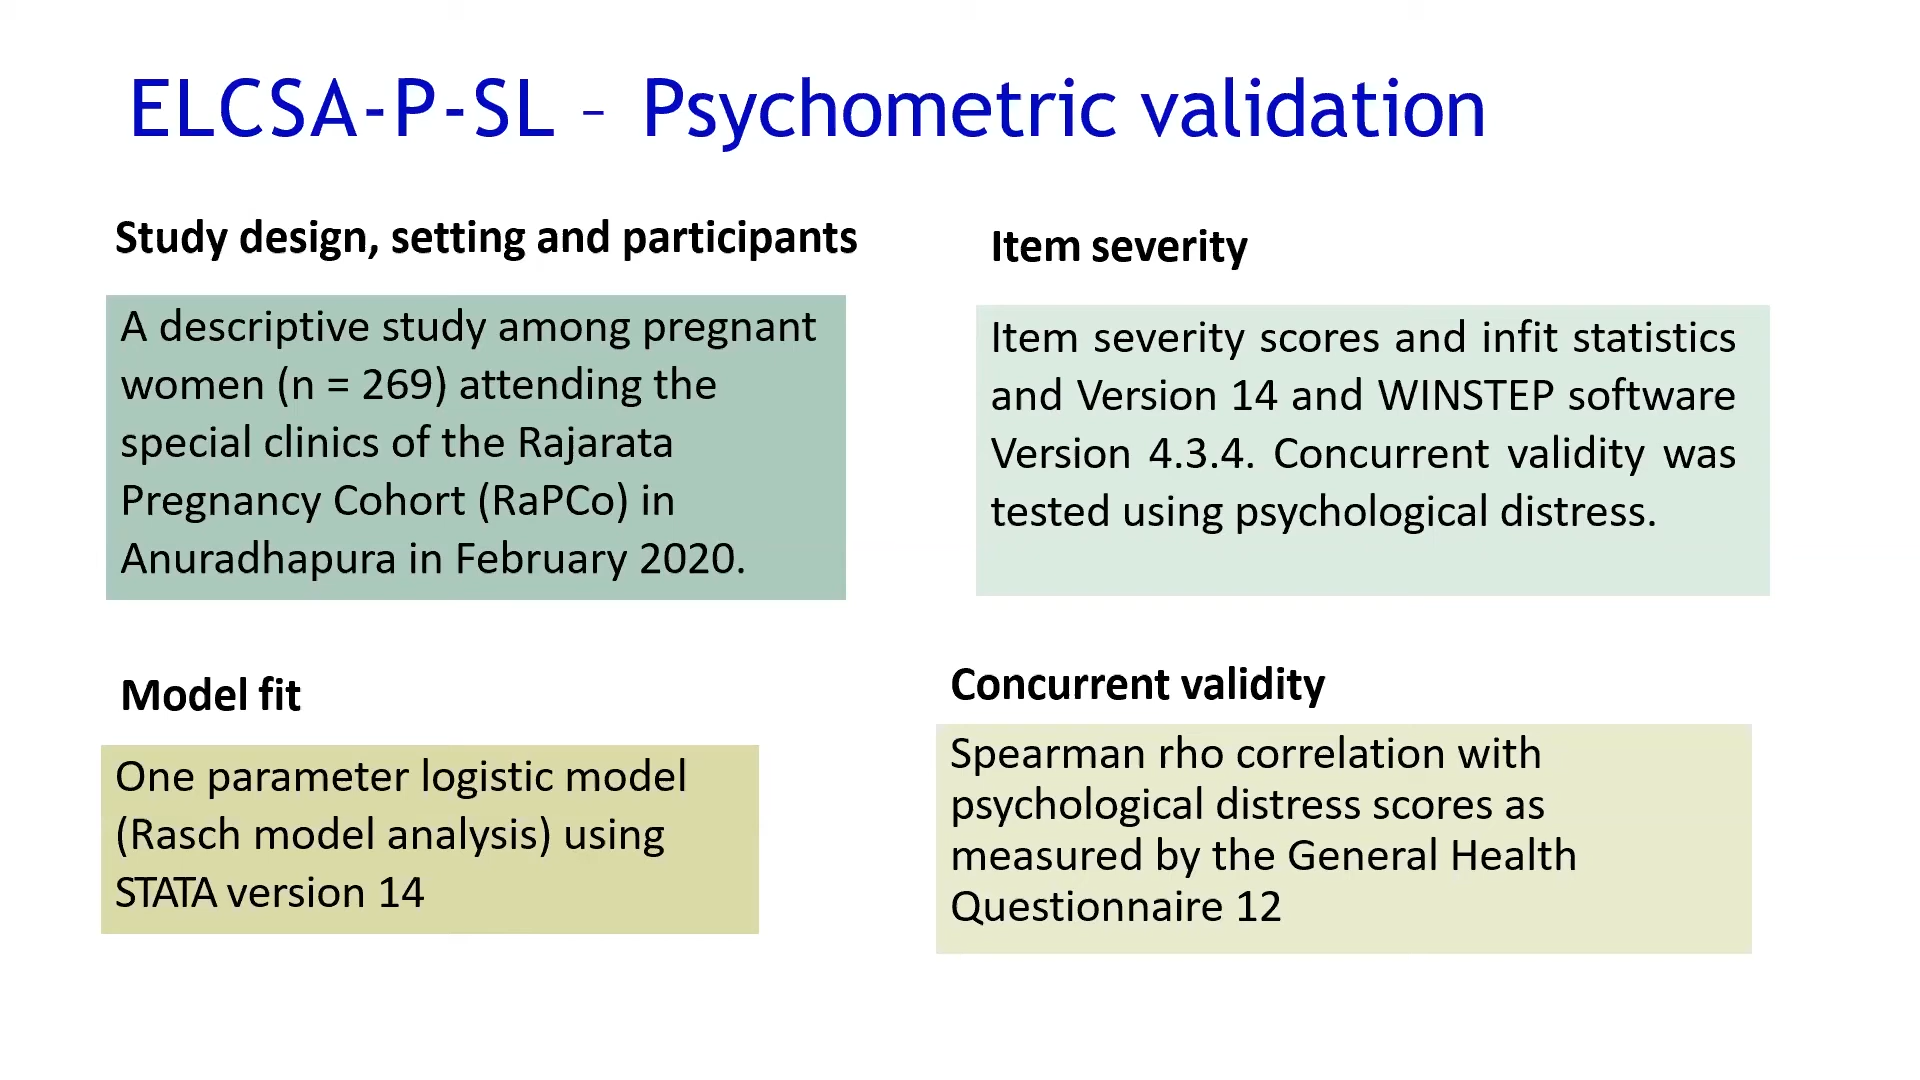 ELCSA-P-SL – Psychometric validation
Study design, setting and participants
A descriptive study among pregnant
women (n = 269) attending the
special clinics of the Rajarata
Pregnancy Cohort (RaPCo) in
Anuradhapura in February 2020.
Item severity
Item severity scores and infit statistics
and Version 14 and WINSTEP software
Version 4.3.4. Concurrent validity was
tested using psychological distress.
Model fit
One parameter logistic model
(Rasch model analysis) using
STATA version 14
Concurrent validity
Spearman rho correlation with
psychological distress scores as
measured by the General Health
Questionnaire 12